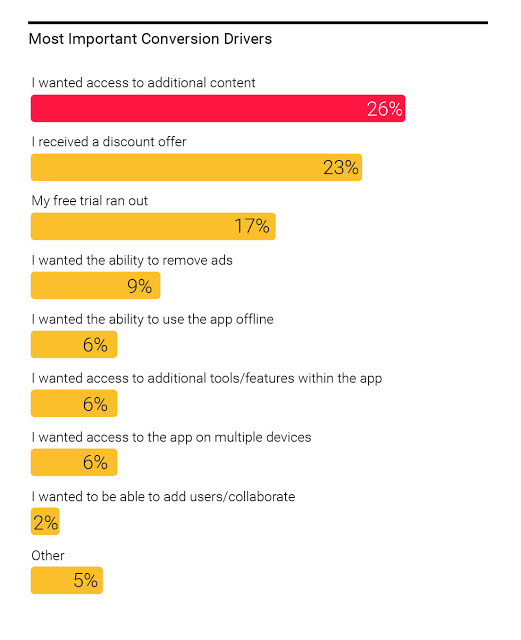 Most Important Conversion Drivers
I wanted access to additional content
26%
I received a discount offer
23%
My free trial ran out
17%
I wanted the ability to remove ads
9%
I wanted the ability to use the app offline
6%
I wanted access to additional tools/features within the app
6%
I wanted access to the app on multiple devices
6%
I wanted to be able to add users/collaborate
2%
Other
5%